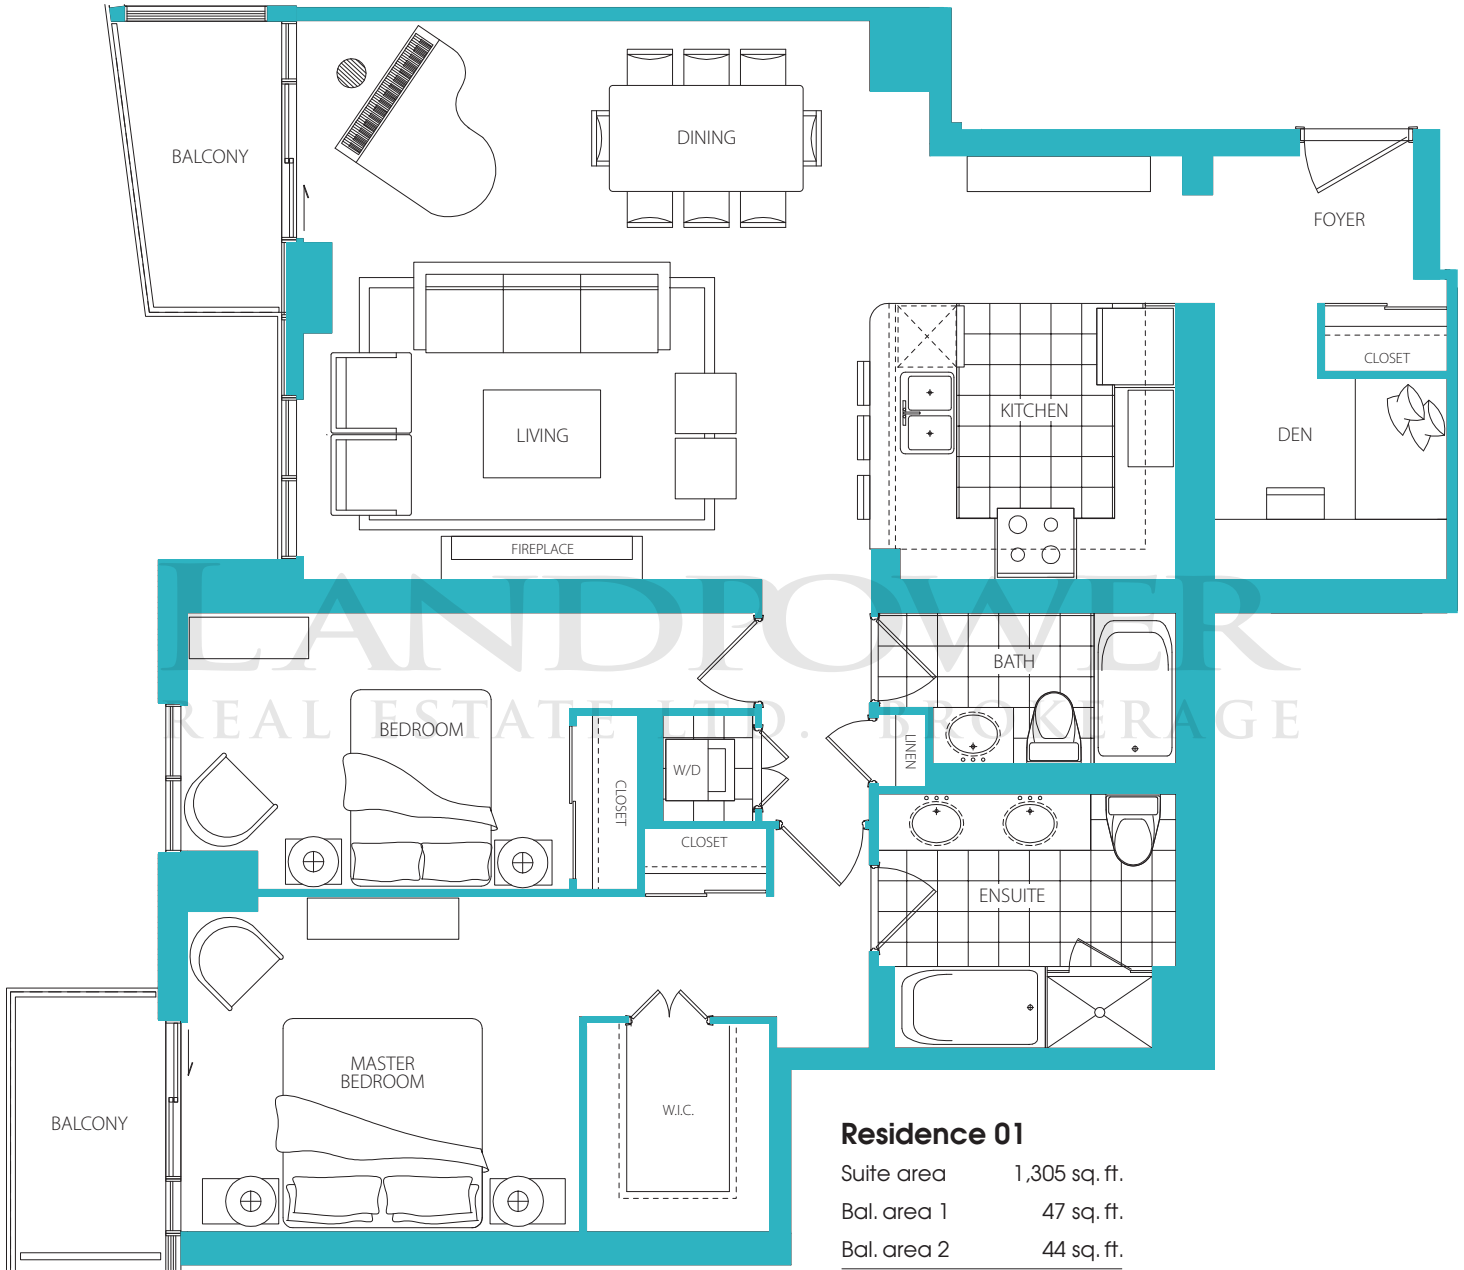 BALCONY
DINING
FOYER
CLOSET
KITCHEN
LIVING
DEN
FIREPLACE
LANDPOWER
REAL ESTATE LTD. BROKERAGE
BATH
BEDROOM
LINEN
W/D
CLOSET
CLOSET
ENSUITE
MASTER
BEDROOM
W.I.C.
BALCONY
Residence 01
Suite area 1,305 sq. ft.
Bal. area 1 47 sq. ft.
Bal. area 2 44 sq. ft.